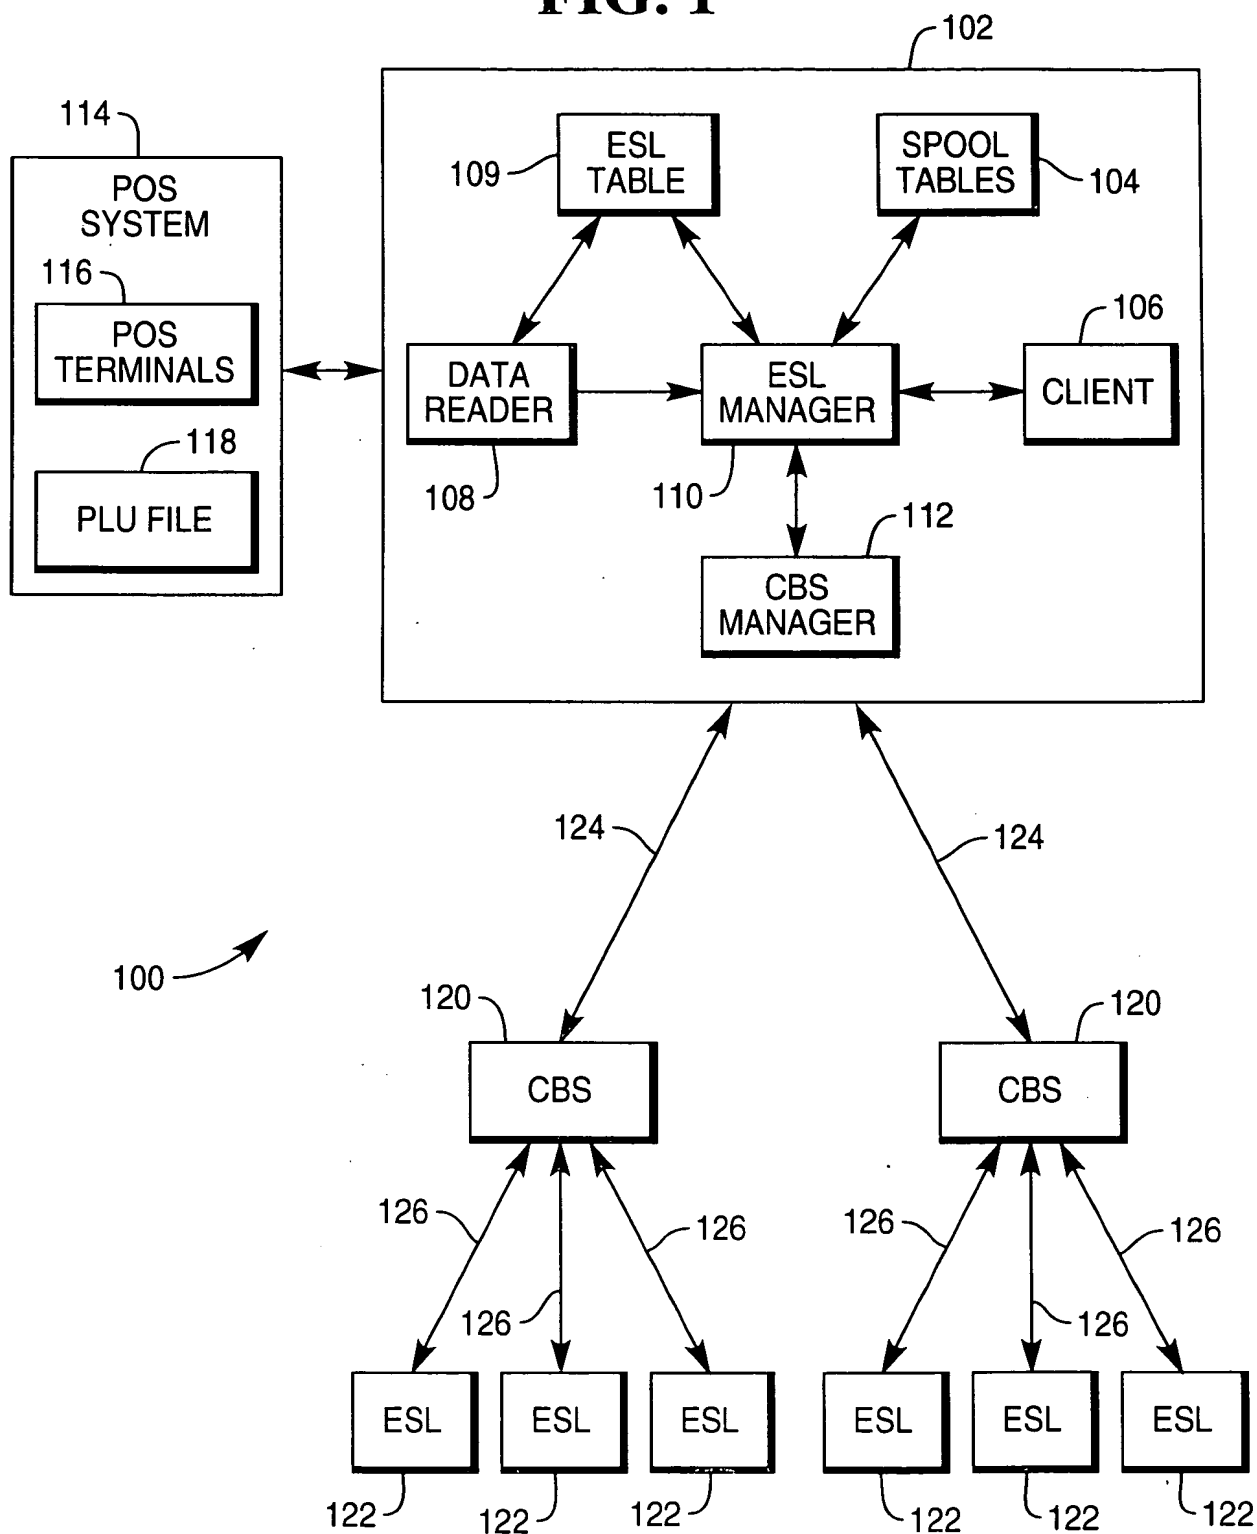 FIG. 1
102
114
POS
SYSTEM
116
POS
TERMINALS
118
PLU FILE
109
ESL
TABLE
SPOOL
TABLES
104
106
DATA
READER
108
ESL
MANAGER
110
CLIENT
112
CBS
MANAGER
124
124
100
120
CBS
120
CBS
126
126
126
126
126
126
ESL
ESL
ESL
ESL
ESL
ESL
122
122
122
122
122
122